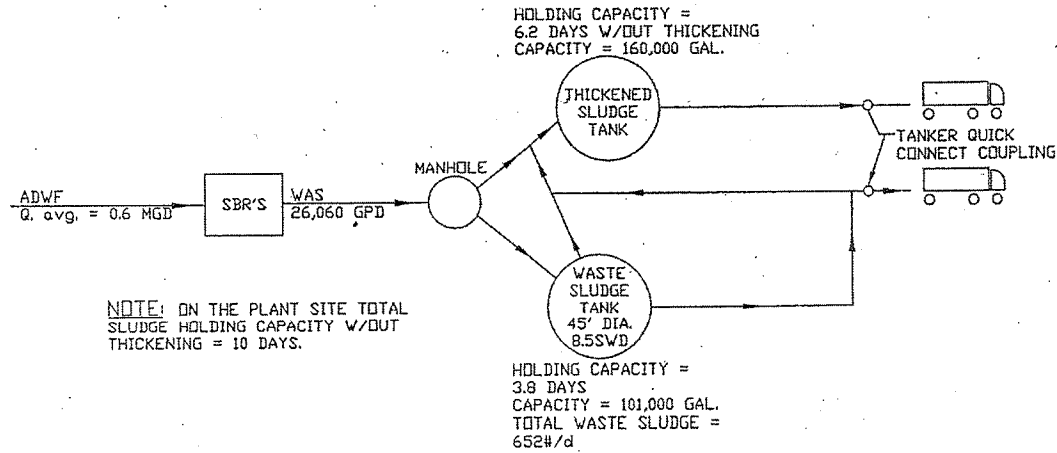 HOLDING CAPACITY =
6.2 DAYS W/OUT THICKENING
CAPACITY = 160,000 GAL.
THICKENED
SLUDGE
TANK
TANKER QUICK
CONNECT COUPLING
MANHOLE
ADWF
Q. avg. = 0.6 MGD
SBR'S
WAS
26,060 GPD
WASTE
SLUDGE
TANK
45' DIA.
8.5SWD
NOTE: ON THE PLANT SITE TOTAL
SLUDGE HOLDING CAPACITY W/OUT
THICKENING = 10 DAYS.
HOLDING CAPACITY =
3.8 DAYS
CAPACITY = 101,000 GAL.
TOTAL WASTE SLUDGE =
652#/d